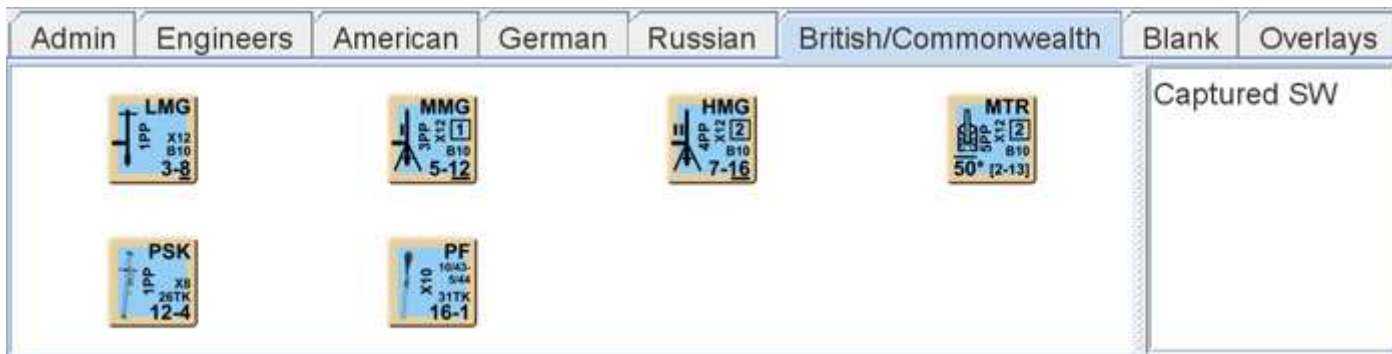 Admin
Engineers
American
German
Russian
British/Commonwealth
Blank
Overlays
LMG
1PP
X12
B10
3-8
MMG
3PP
X12
1
B10
5-12
HMG
4PP
X12
2
B10
7-16
MTR
5PP
X12
2
B10
50* [2-13]
Captured SW
PSK
1PP
X8
26TK
12-4
PF
10/43-
5/44
X10
31TK
16-1